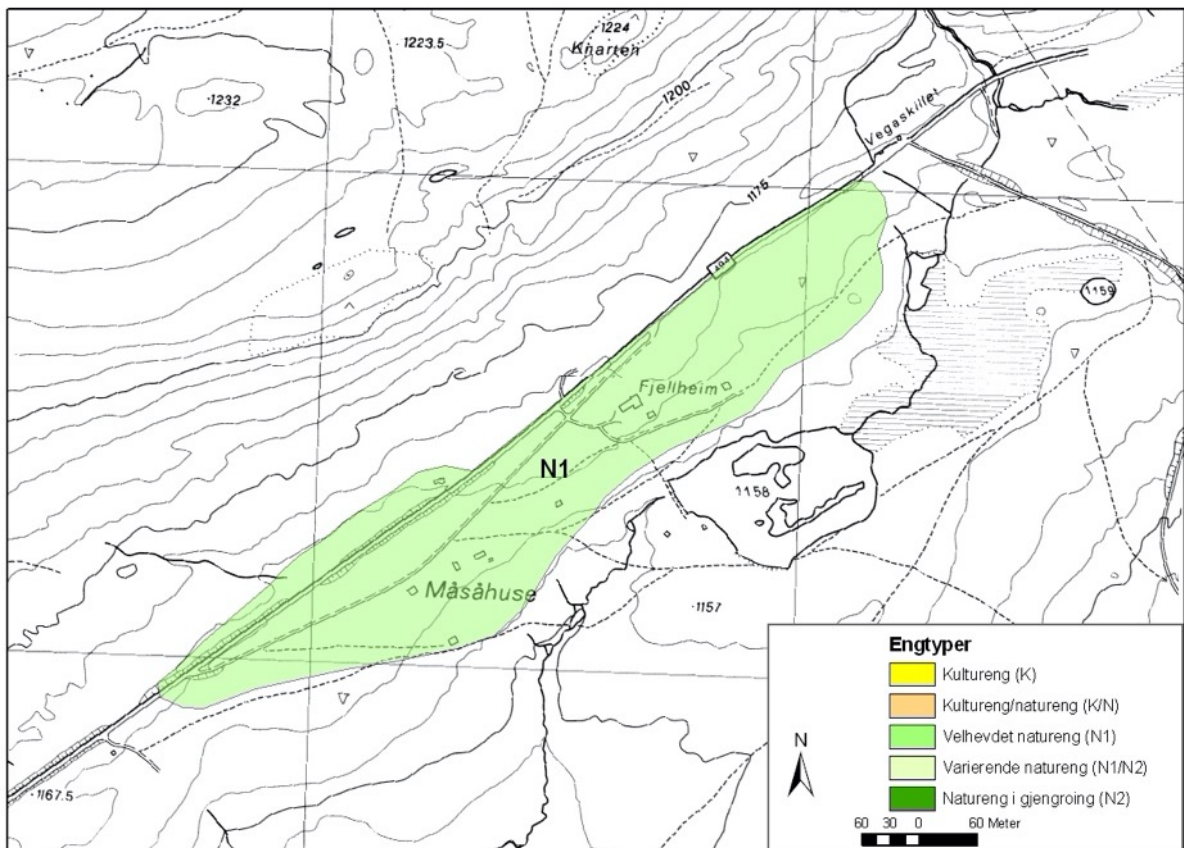 1224
Knarten
1223.5
1232
1200
Vegaskillet
1175
494
1159
Fjellheim
N1
1158
Måsåhuse
1157
1167.5
Engtyper
Kultureng (K)
Kultureng/natureng (K/N)
Velhevdet natureng (N1)
Varierende natureng (N1/N2)
Natureng i gjengroing (N2)
N
60 30 0 60 Meter